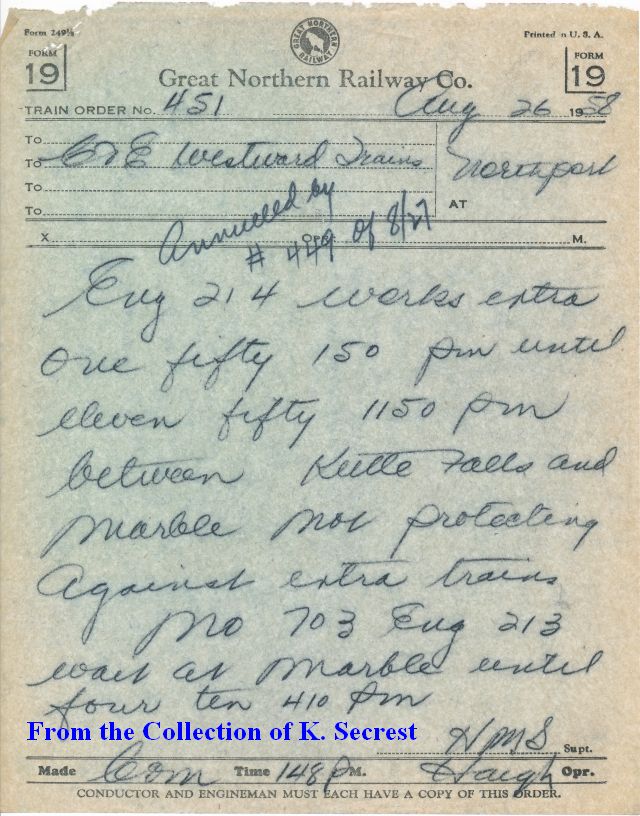 Form 249½
Printed in U. S. A.
FORM
19
GREAT NORTHERN RAILWAY
Great Northern Railway Co.
FORM
19
TRAIN ORDER No. 451 Aug 26 1958
To
To C&E Westward Trains Northport
To
To AT
Annulled by
# 449 of 8/27
X Opr. M.
Eng 214 works extra
one fifty 150 pm until
eleven fifty 1150 pm
between Kettle Falls and
Marble not protecting
against extra trains
No 703 Eng 213
wait at Marble until
four ten 410 pm
From the Collection of K. Secrest
HMS Supt.
Made Com Time 148 P M. Haugh Opr.
CONDUCTOR AND ENGINEMAN MUST EACH HAVE A COPY OF THIS ORDER.